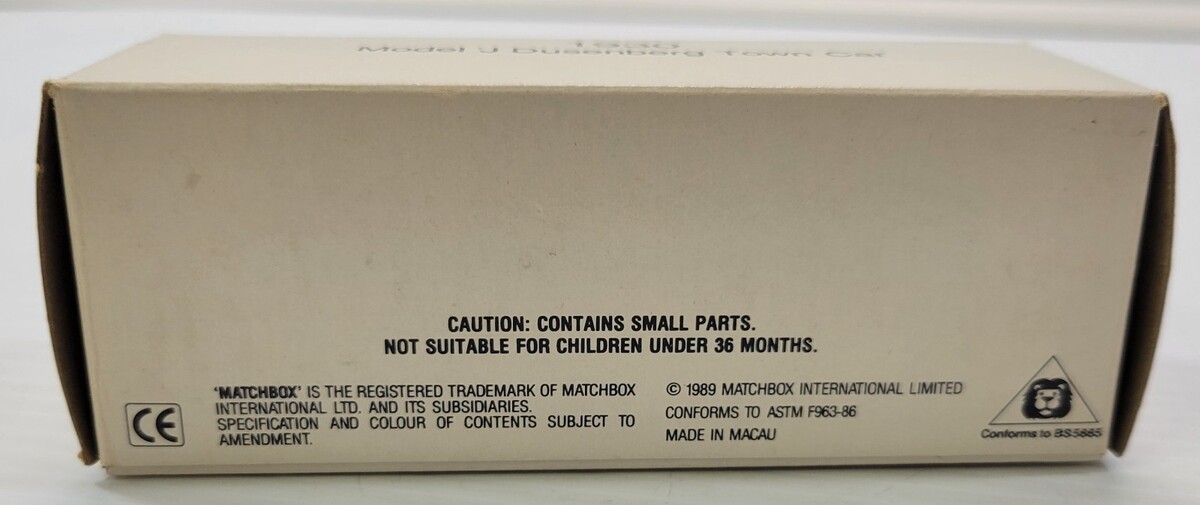 1930
Model J Duesenberg Town Car
CAUTION: CONTAINS SMALL PARTS.
NOT SUITABLE FOR CHILDREN UNDER 36 MONTHS.
CE
'MATCHBOX' IS THE REGISTERED TRADEMARK OF MATCHBOX
INTERNATIONAL LTD. AND ITS SUBSIDIARIES.
SPECIFICATION AND COLOUR OF CONTENTS SUBJECT TO
AMENDMENT.
© 1989 MATCHBOX INTERNATIONAL LIMITED
CONFORMS TO ASTM F963-86
MADE IN MACAU
Conforms to BS5665